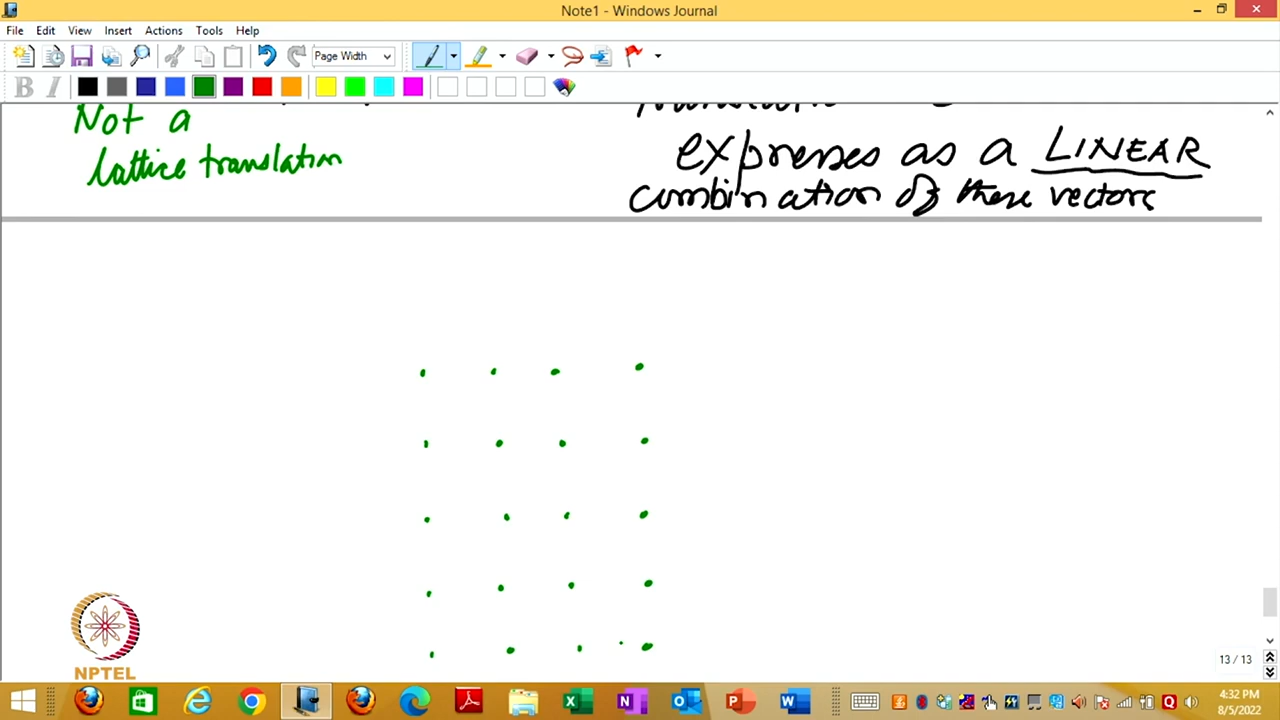 Note1 - Windows Journal
File Edit View Insert Actions Tools Help
Page Width
B I
Not a
lattice translation
expresses as a LINEAR
combination of these vectors
NPTEL
13 / 13
4:32 PM
8/5/2022